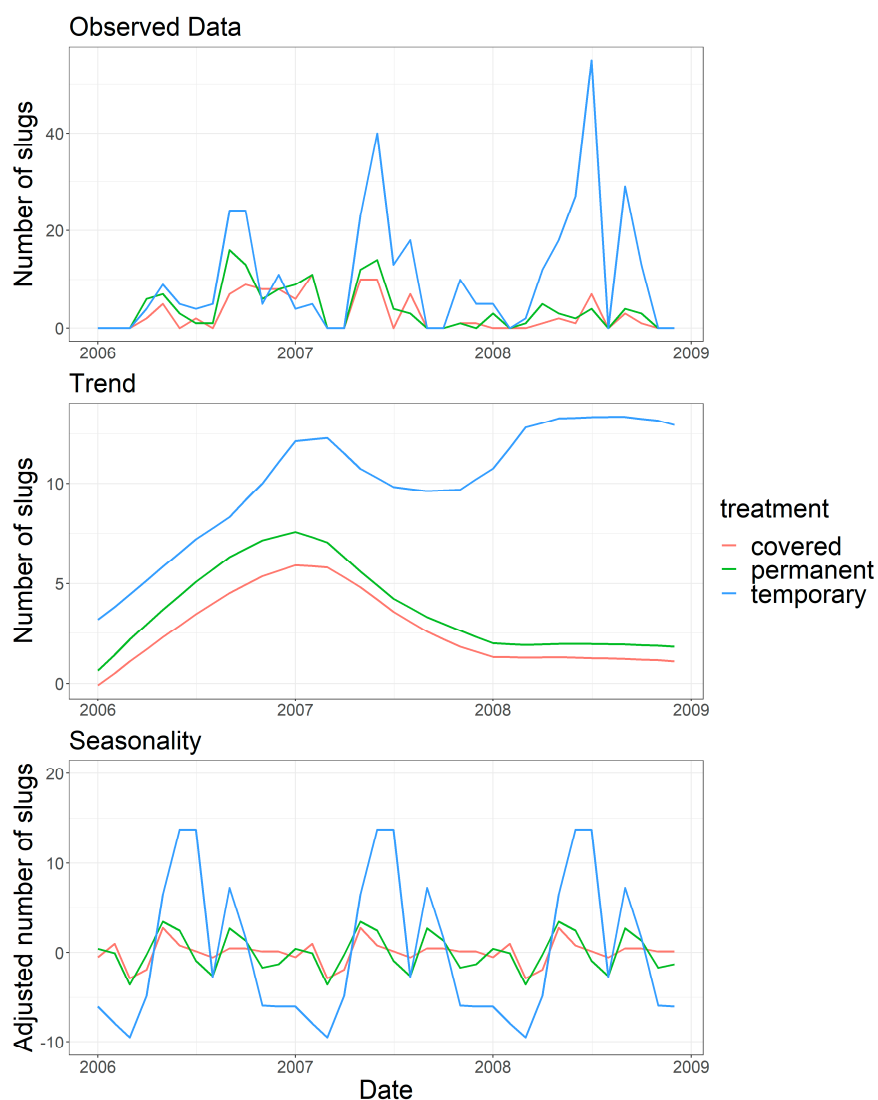 Observed Data
Number of slugs
40
20
0
2006 2007 2008 2009
Trend
Number of slugs
10
5
0
2006 2007 2008 2009
treatment
covered
permanent
temporary
Seasonality
Adjusted number of slugs
20
10
0
-10
2006 2007 2008 2009
Date